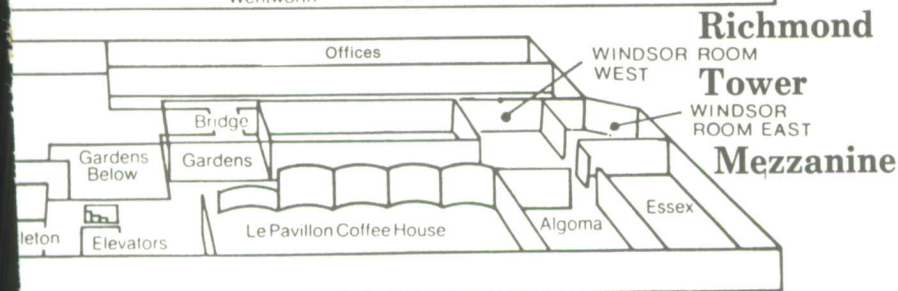 Offices
Richmond
Tower
Mezzanine
WINDSOR ROOM
WEST
WINDSOR
ROOM EAST
Bridge
Gardens
Below
Gardens
Elevators
Le Pavillon Coffee House
Algoma
Essex